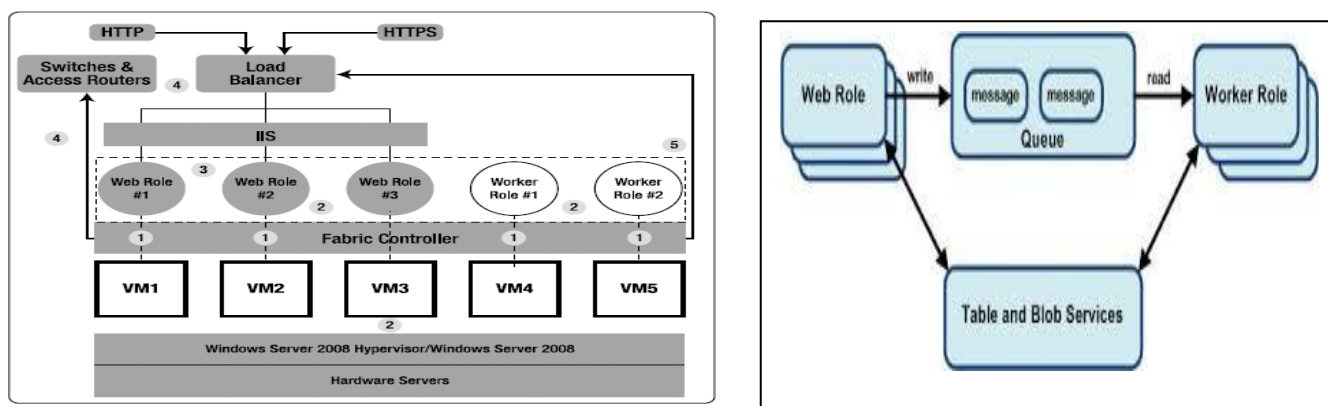 HTTP
HTTPS
Switches &
Access Routers
4
Load
Balancer
4
IIS
5
3
Web Role
#1
Web Role
#2
2
Web Role
#3
Worker
Role #1
2
Worker
Role #2
1
1
Fabric Controller
1
1
VM1
VM2
VM3
VM4
VM5
2
Windows Server 2008 Hypervisor/Windows Server 2008
Hardware Servers
Web Role
write
message
message
Queue
read
Worker Role
Table and Blob Services